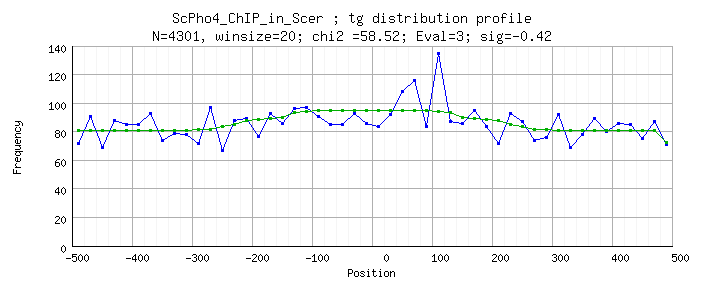 ScPho4_ChIP_in_Scer ; tg distribution profile
N=4301, winsize=20; chi2 =58.52; Eval=3; sig=-0.42
140
120
100
80
60
40
20
0
Frequency
-500 -400 -300 -200 -100 0 100 200 300 400 500
Position